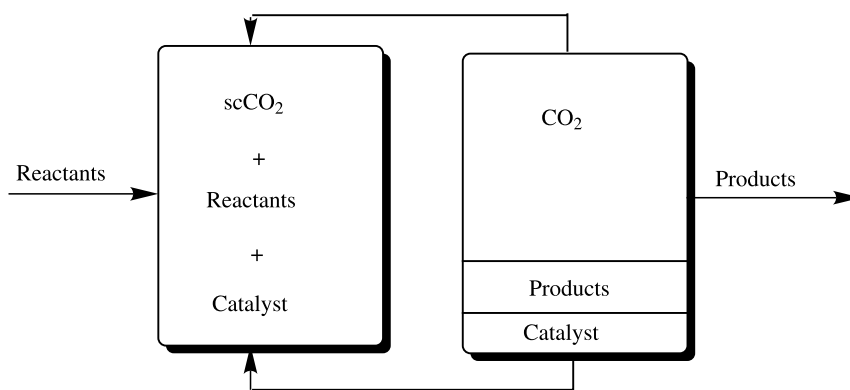 Reactants
scCO₂
+
Reactants
+
Catalyst
CO₂
Products
Catalyst
Products